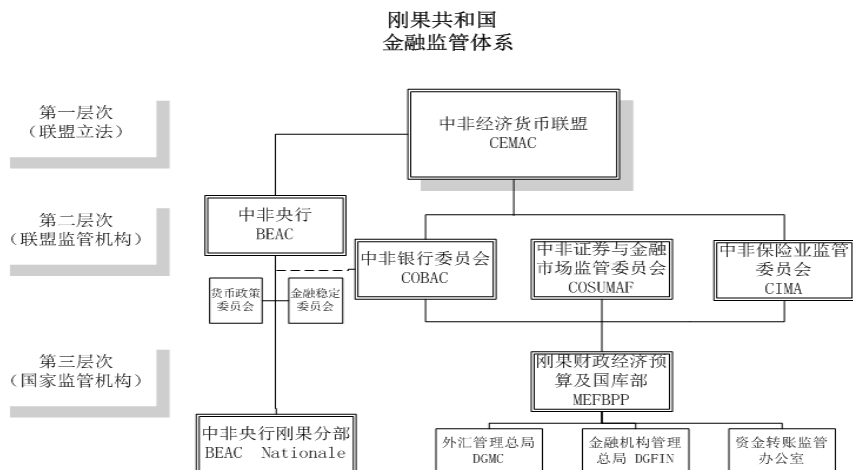 刚果共和国
金融监管体系
第一层次
（联盟立法）
中非经济货币联盟
CEMAC
第二层次
（联盟监管机构）
中非央行
BEAC
中非银行委员会
COBAC
中非证券与金融
市场监管委员会
COSUMAF
中非保险业监管
委员会
CIMA
货币政策
委员会
金融稳定
委员会
第三层次
（国家监管机构）
刚果财政经济预
算及国库部
MEFBPP
中非央行刚果分部
BEAC Nationale
外汇管理总局
DGMC
金融机构管理
总局 DGFIN
资金转账监管
办公室